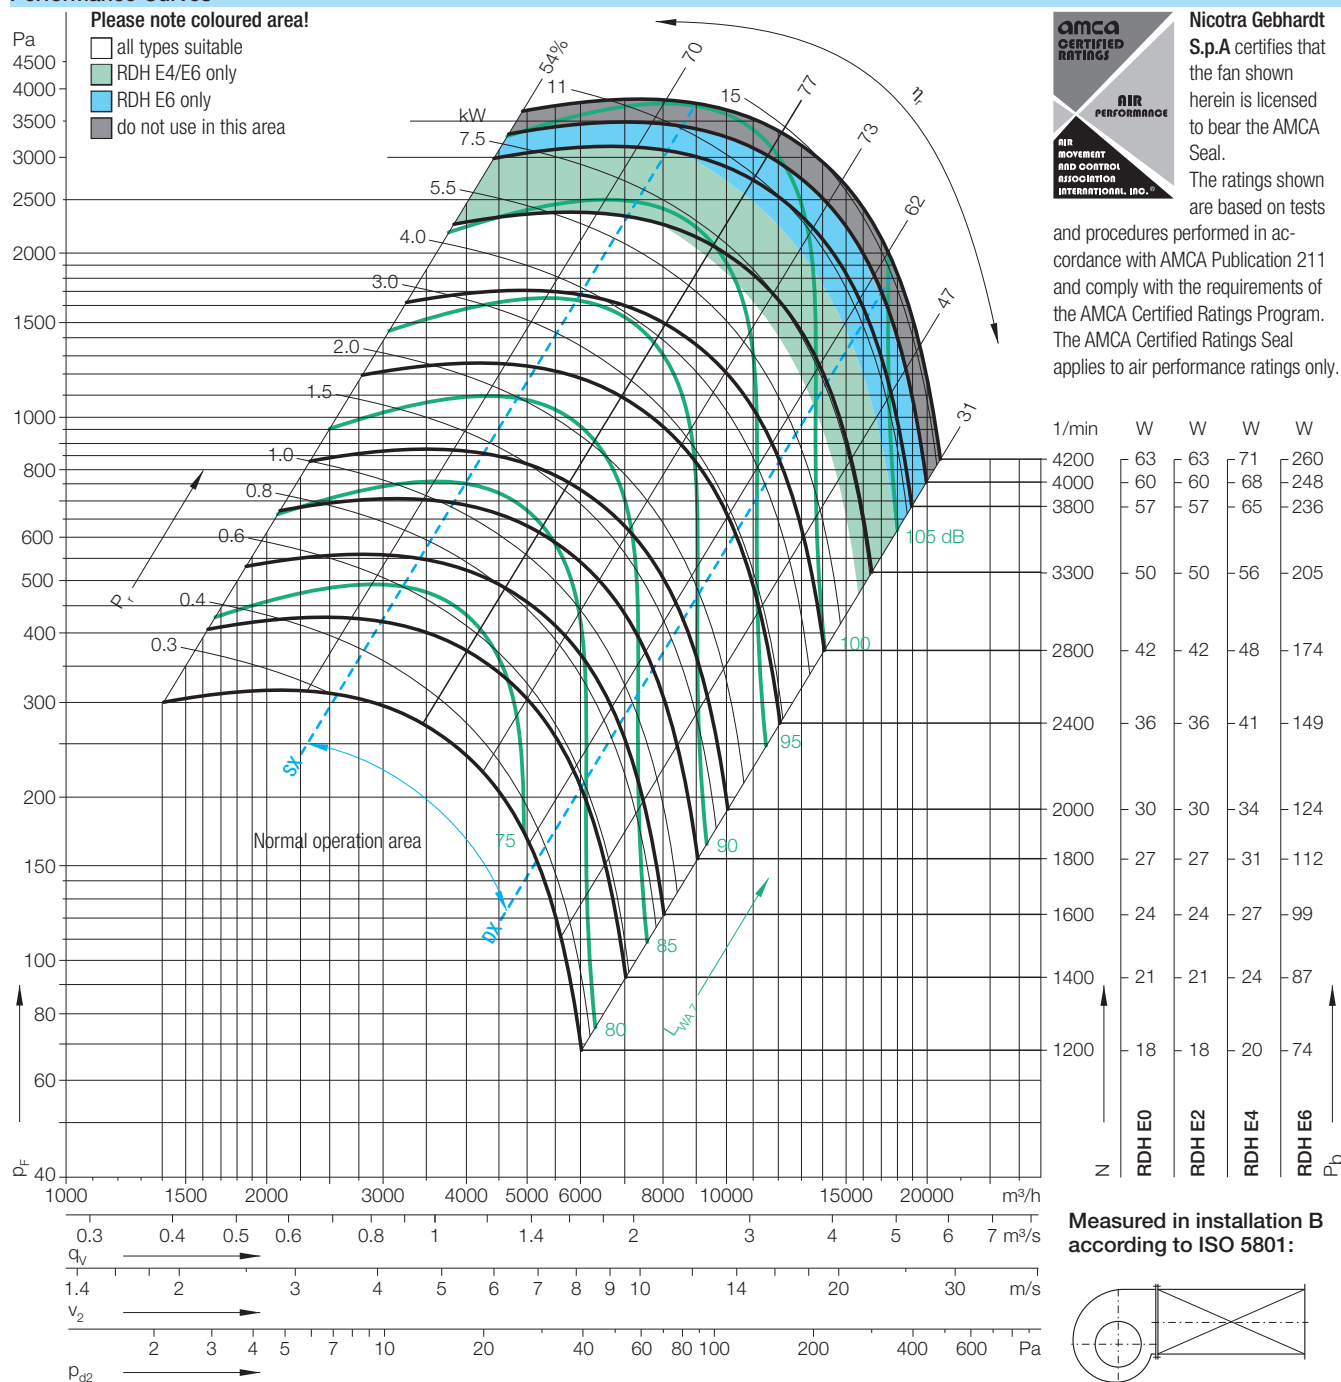 Performance Curves
Please note coloured area!
all types suitable
RDH E4/E6 only
RDH E6 only
do not use in this area
Pa
4500
4000
3500
3000
2500
2000
1500
1000
800
600
500
400
300
200
150
100
80
60
40
pF
kW
15
11
7.5
5.5
4.0
3.0
2.0
1.5
1.0
0.8
0.6
0.4
0.3
Pr
54%
70
77
73
62
47
31
ηr
SX
DX
Normal operation area
75
80
85
90
95
100
105 dB
LWA 7
amca
CERTIFIED
RATINGS
AIR
PERFORMANCE
AIR
MOVEMENT
AND CONTROL
ASSOCIATION
INTERNATIONAL, INC.®
Nicotra Gebhardt
S.p.A certifies that
the fan shown
herein is licensed
to bear the AMCA
Seal.
The ratings shown
are based on tests
and procedures performed in ac-
cordance with AMCA Publication 211
and comply with the requirements of
the AMCA Certified Ratings Program.
The AMCA Certified Ratings Seal
applies to air performance ratings only.
1/min W W W W
4200 63 63 71 260
4000 60 60 68 248
3800 57 57 65 236
3300 50 50 56 205
2800 42 42 48 174
2400 36 36 41 149
2000 30 30 34 124
1800 27 27 31 112
1600 24 24 27 99
1400 21 21 24 87
1200 18 18 20 74
N RDH E0 RDH E2 RDH E4 RDH E6 Pb
1000 1500 2000 3000 4000 5000 6000 8000 10000 15000 20000 m³/h
0.3 0.4 0.5 0.6 0.8 1 1.4 2 3 4 5 6 7 m³/s
qV
1.4 2 3 4 5 6 7 8 9 10 14 20 30 m/s
v2
2 3 4 5 7 10 20 40 60 80 100 200 400 600 Pa
pd2
Measured in installation B
according to ISO 5801: